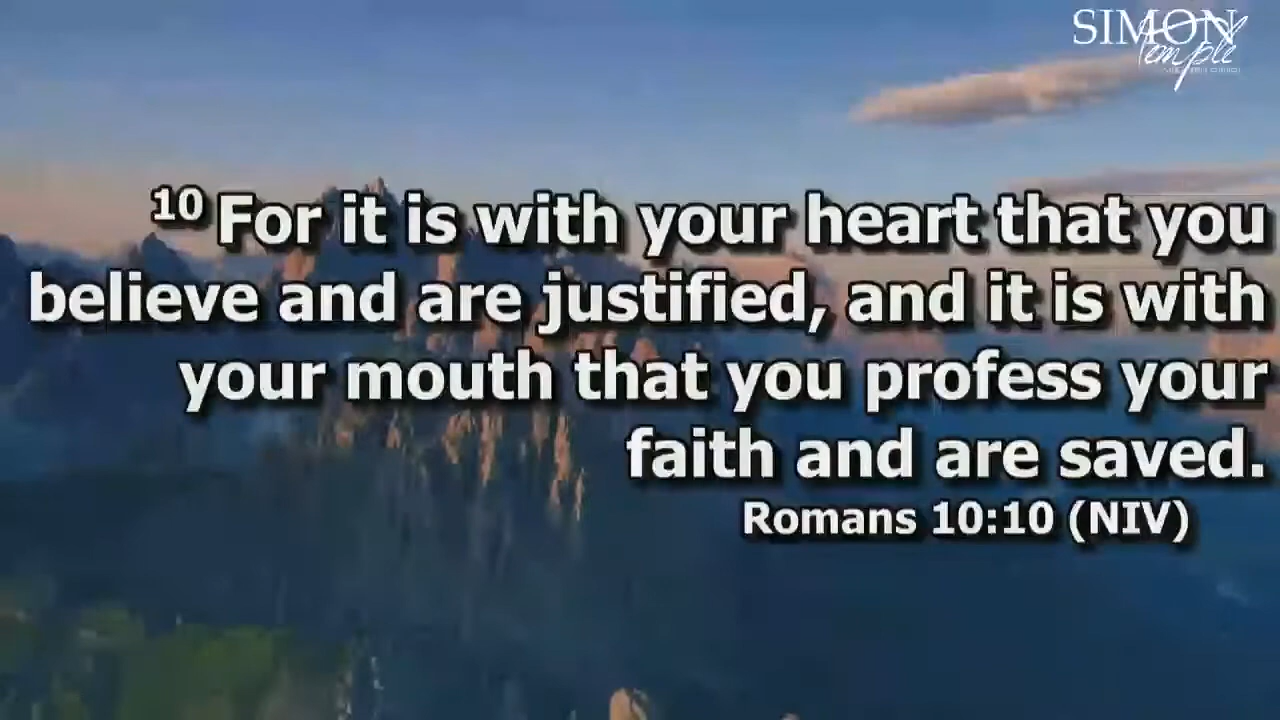 SIMON
Temple
10 For it is with your heart that you
believe and are justified, and it is with
your mouth that you profess your
faith and are saved.
Romans 10:10 (NIV)